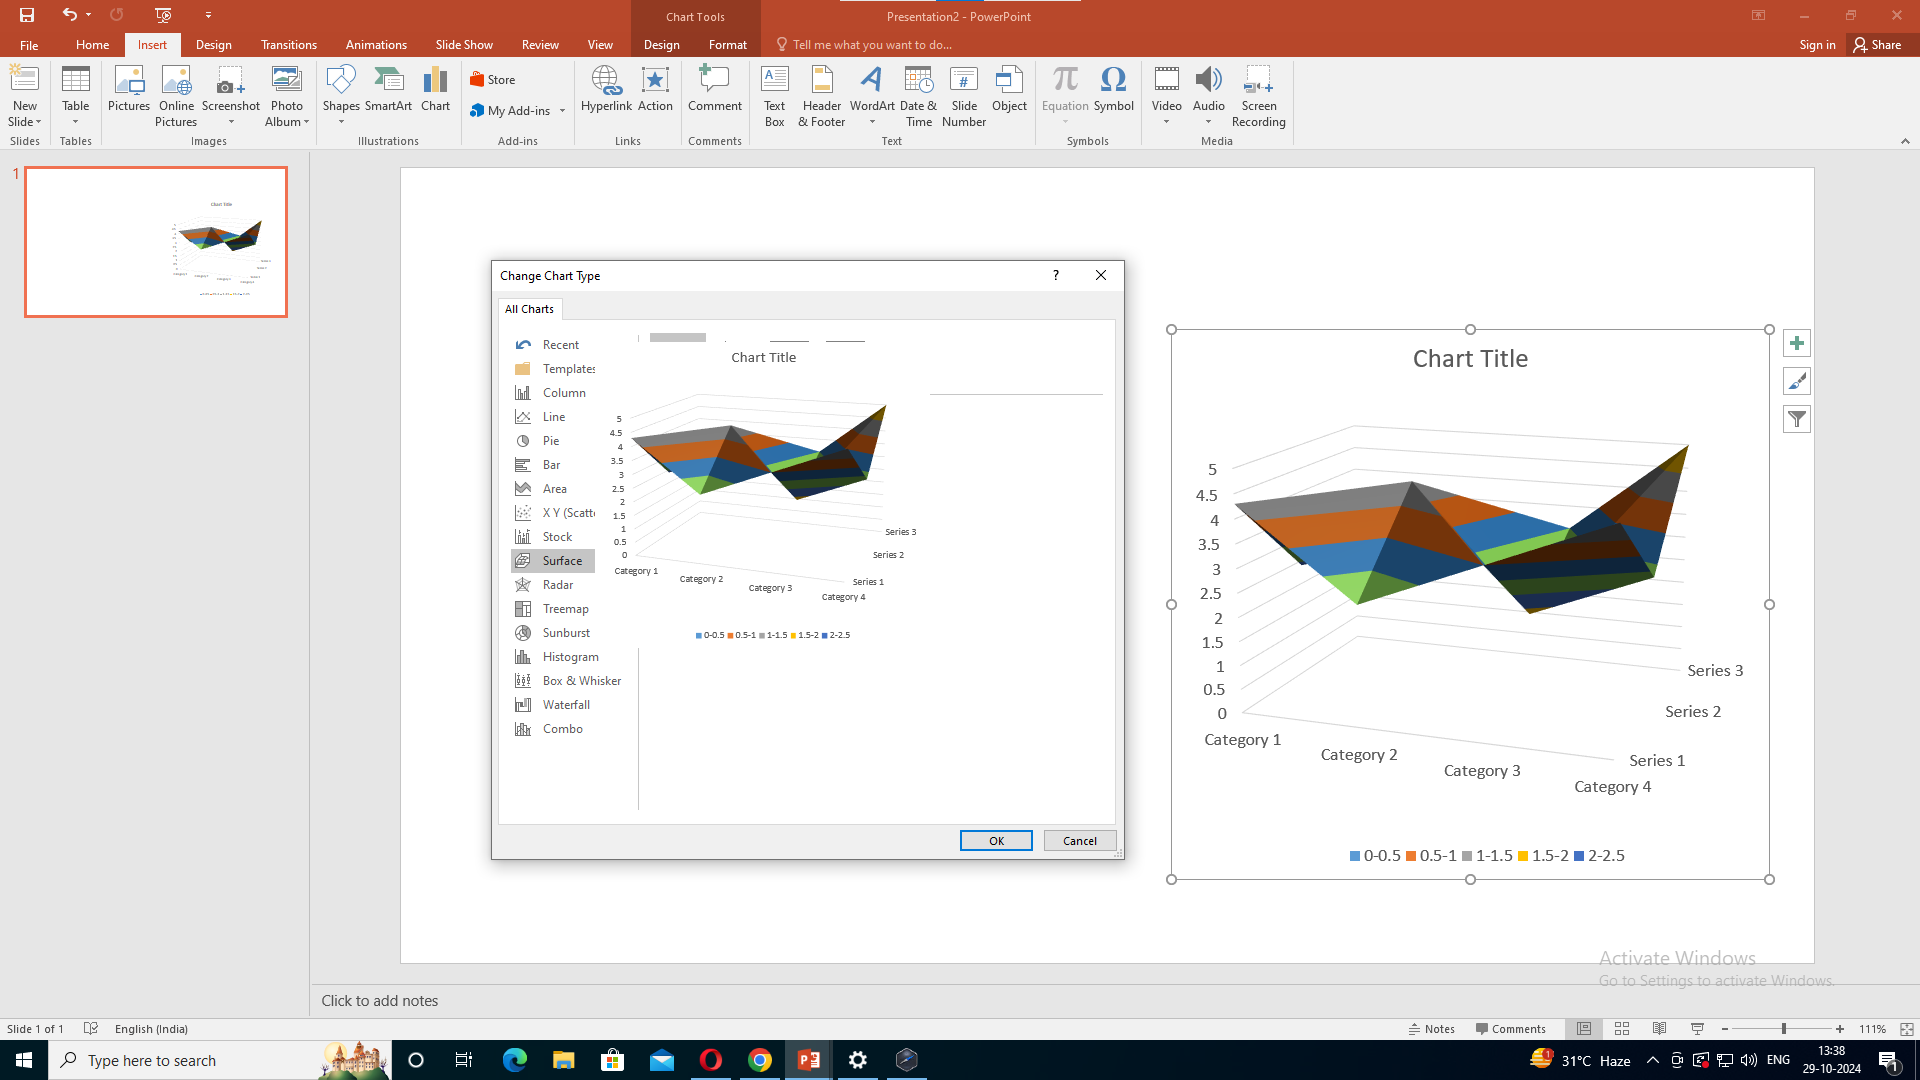 Chart Tools
Presentation2 - PowerPoint
File Home Insert Design Transitions Animations Slide Show Review View Design Format Tell me what you want to do... Sign in Share
New Slide
Table
Pictures
Online Pictures
Screenshot
Photo Album
Shapes
SmartArt
Chart
Store
My Add-ins
Hyperlink
Action
Comment
Text Box
Header & Footer
WordArt
Date & Time
Slide Number
Object
Equation
Symbol
Video
Audio
Screen Recording
Slides Tables Images Illustrations Add-ins Links Comments Text Symbols Media
1
Change Chart Type
?
All Charts
Recent
Templates
Column
Line
Pie
Bar
Area
X Y (Scatt
Stock
Surface
Radar
Treemap
Sunburst
Histogram
Box & Whisker
Waterfall
Combo
Chart Title
5
4.5
4
3.5
3
2.5
2
1.5
1
0.5
0
Category 1
Category 2
Category 3
Category 4
Series 1
Series 2
Series 3
0-0.5 0.5-1 1-1.5 1.5-2 2-2.5
OK Cancel
Chart Title
5
4.5
4
3.5
3
2.5
2
1.5
1
0.5
0
Category 1
Category 2
Category 3
Category 4
Series 1
Series 2
Series 3
0-0.5 0.5-1 1-1.5 1.5-2 2-2.5
Activate Windows
Go to Settings to activate Windows.
Click to add notes
Slide 1 of 1 English (India) Notes Comments 111%
Type here to search
1
31°C Haze
ENG
13:38
29-10-2024
1